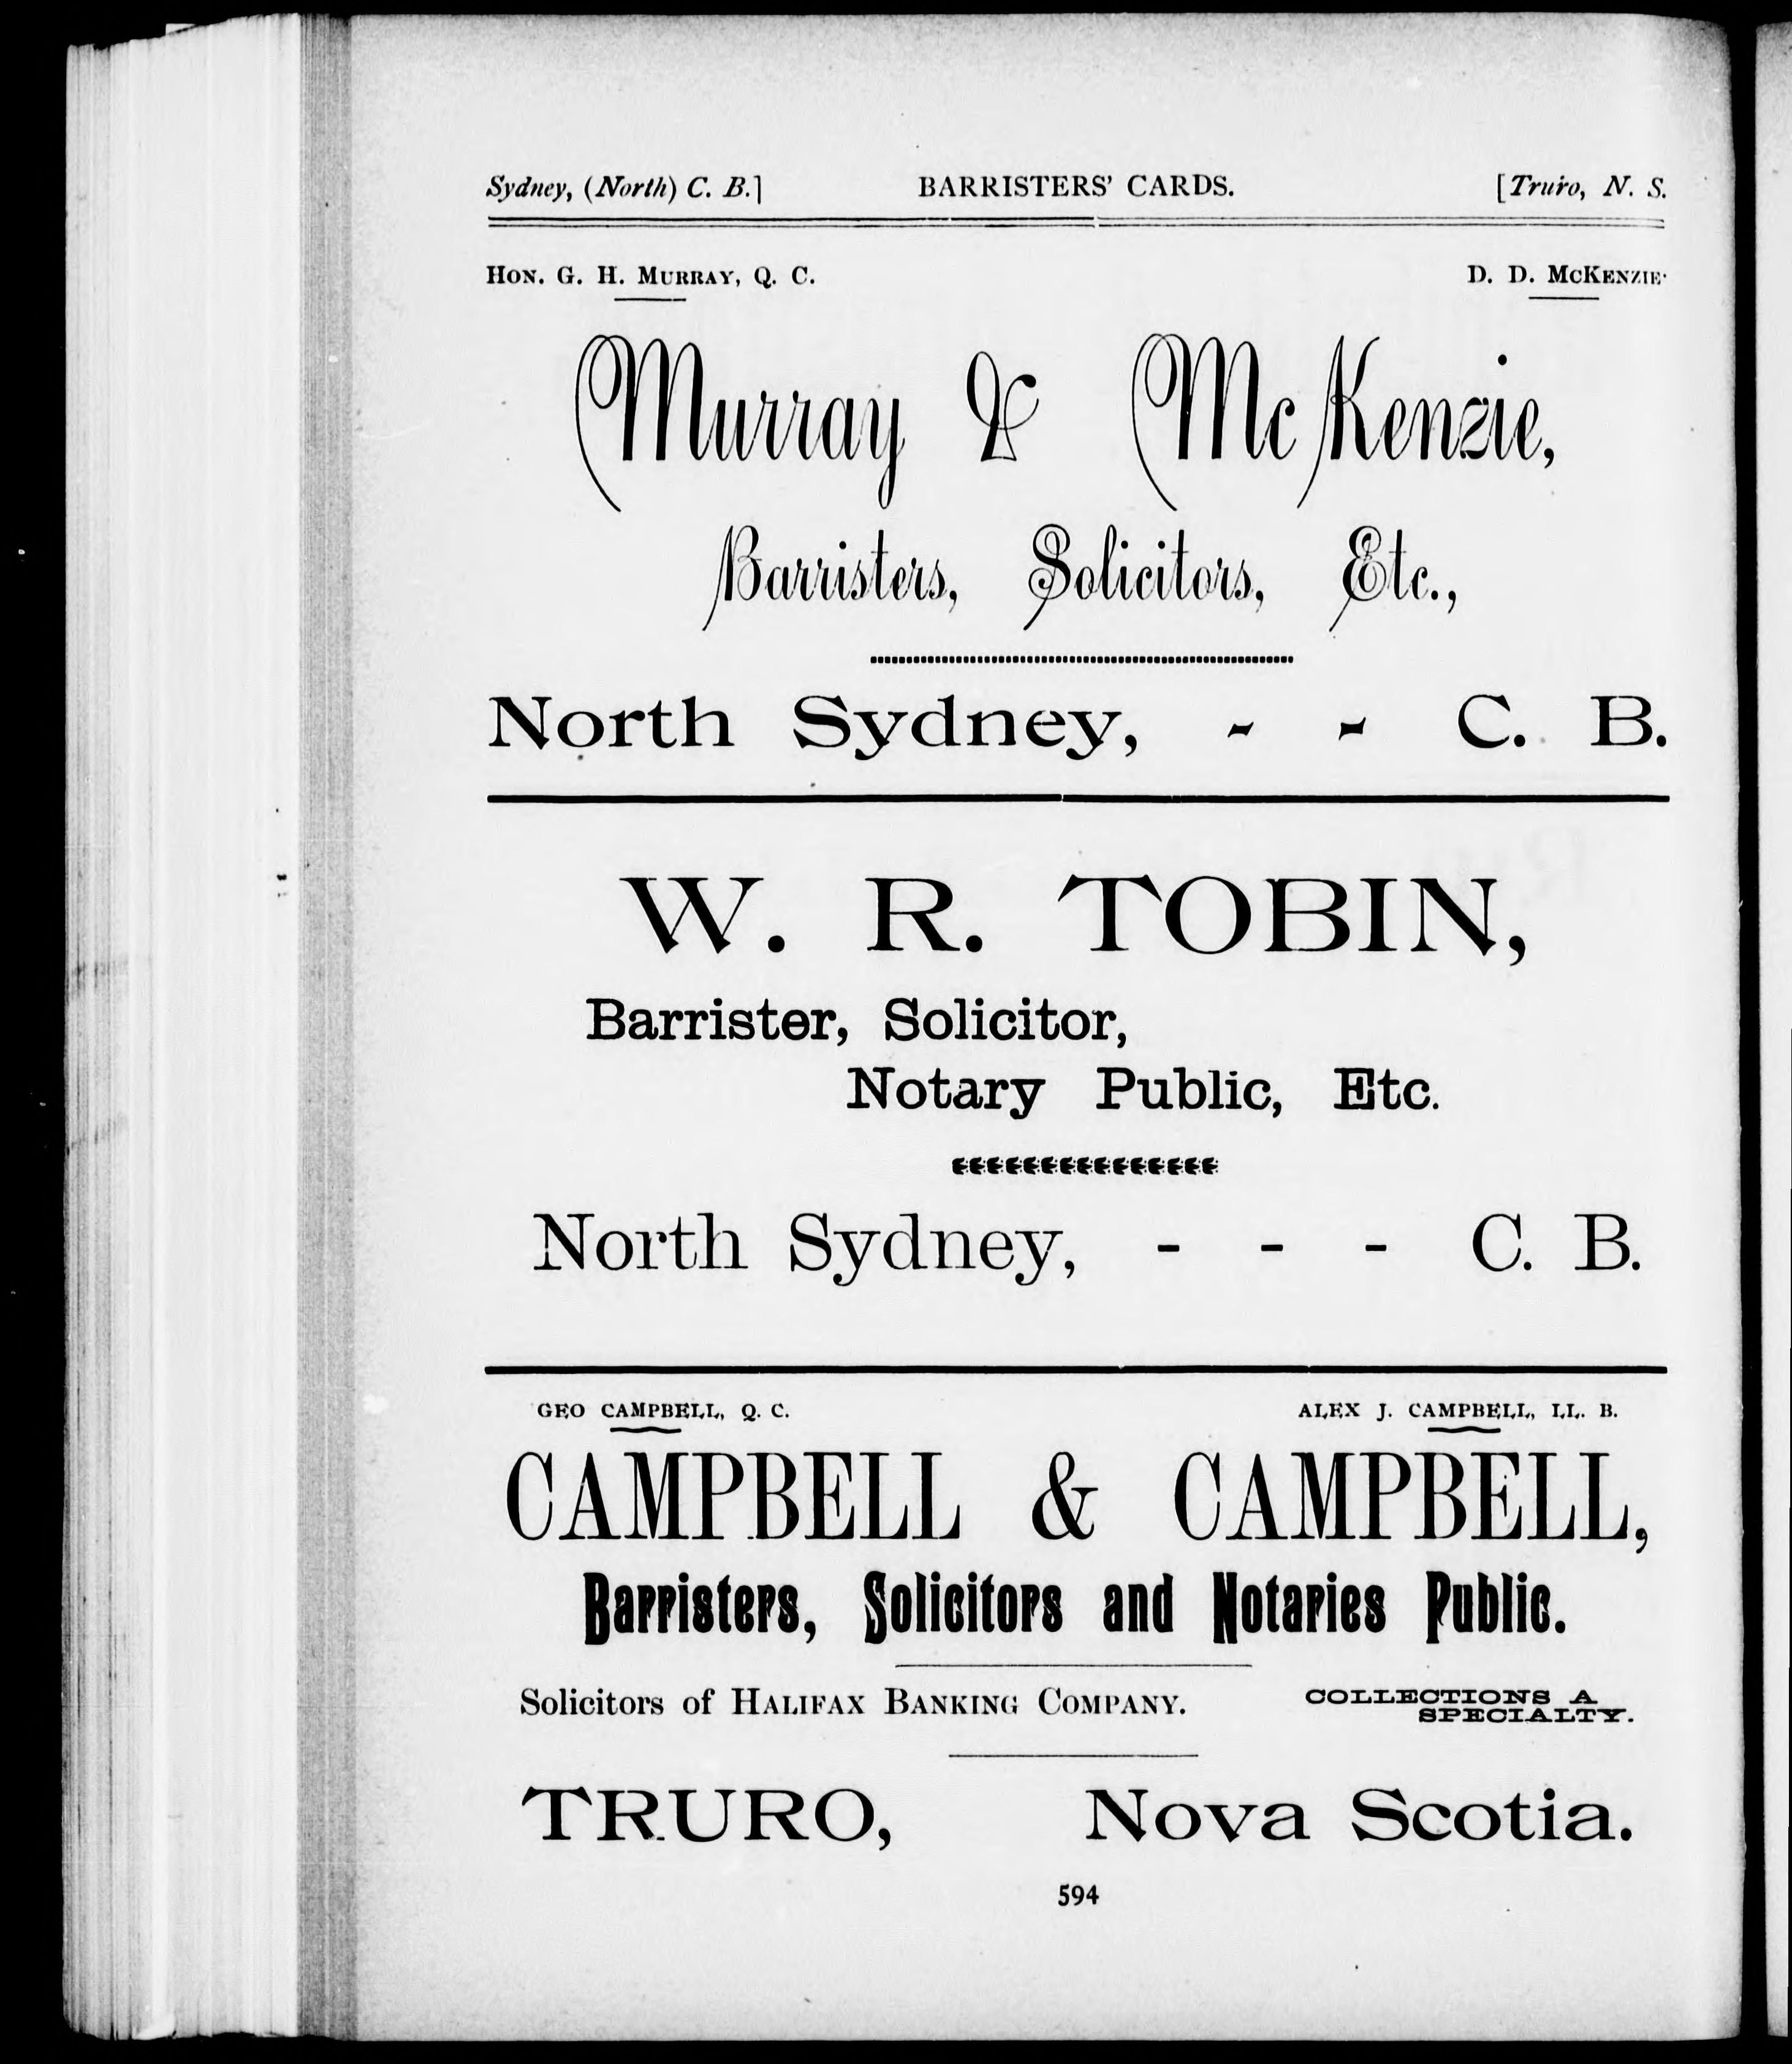 Sydney, (North) C. B.] BARRISTERS' CARDS. [Truro, N. S.
HON. G. H. MURRAY, Q. C. D. D. MCKENZIE.
Murray & McKenzie,
Barristers, Solicitors, Etc.,
North Sydney, - - C. B.
W. R. TOBIN,
Barrister, Solicitor,
Notary Public, Etc.
North Sydney, - - - C. B.
GEO CAMPBELL, Q. C. ALEX J. CAMPBELL, LL. B.
CAMPBELL & CAMPBELL,
Barristers, Solicitors and Notaries Public.
Solicitors of HALIFAX BANKING COMPANY. COLLECTIONS A
SPECIALTY.
TRURO, Nova Scotia.
594